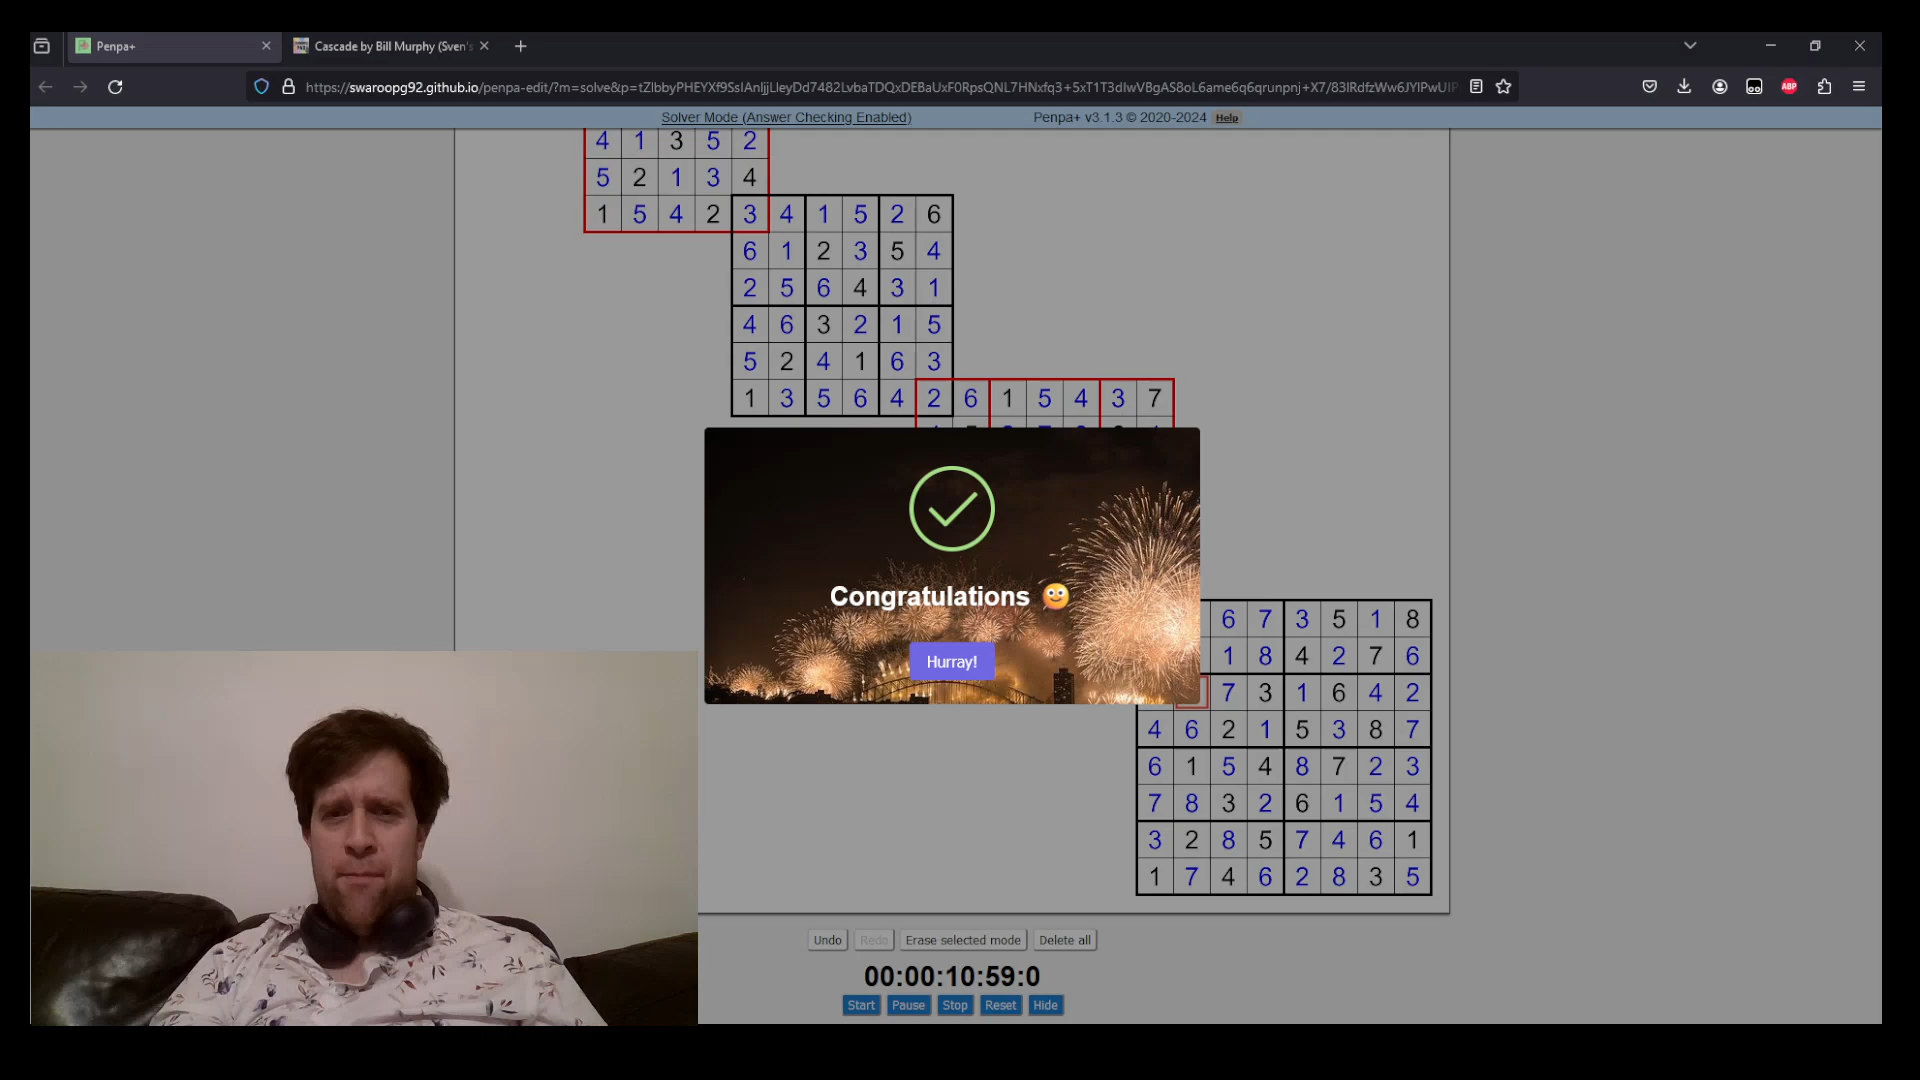 Penpa+
Cascade by Bill Murphy (Sven's
https://swaroopg92.github.io/penpa-edit/?m=solve&p=
ABP
Solver Mode (Answer Checking Enabled)
Penpa+ v3.1.3 © 2020-2024 Help
4 1 3 5 2
5 2 1 3 4
1 5 4 2 3 4 1 5 2 6
6 1 2 3 5 4
2 5 6 4 3 1
4 6 3 2 1 5
5 2 4 1 6 3
1 3 5 6 4 2 6 1 5 4 3 7
Congratulations
Hurray!
6 7 3 5 1 8
1 8 4 2 7 6
7 3 1 6 4 2
4 6 2 1 5 3 8 7
6 1 5 4 8 7 2 3
7 8 3 2 6 1 5 4
3 2 8 5 7 4 6 1
1 7 4 6 2 8 3 5
Undo Redo Erase selected mode Delete all
00:00:10:59:0
Start Pause Stop Reset Hide